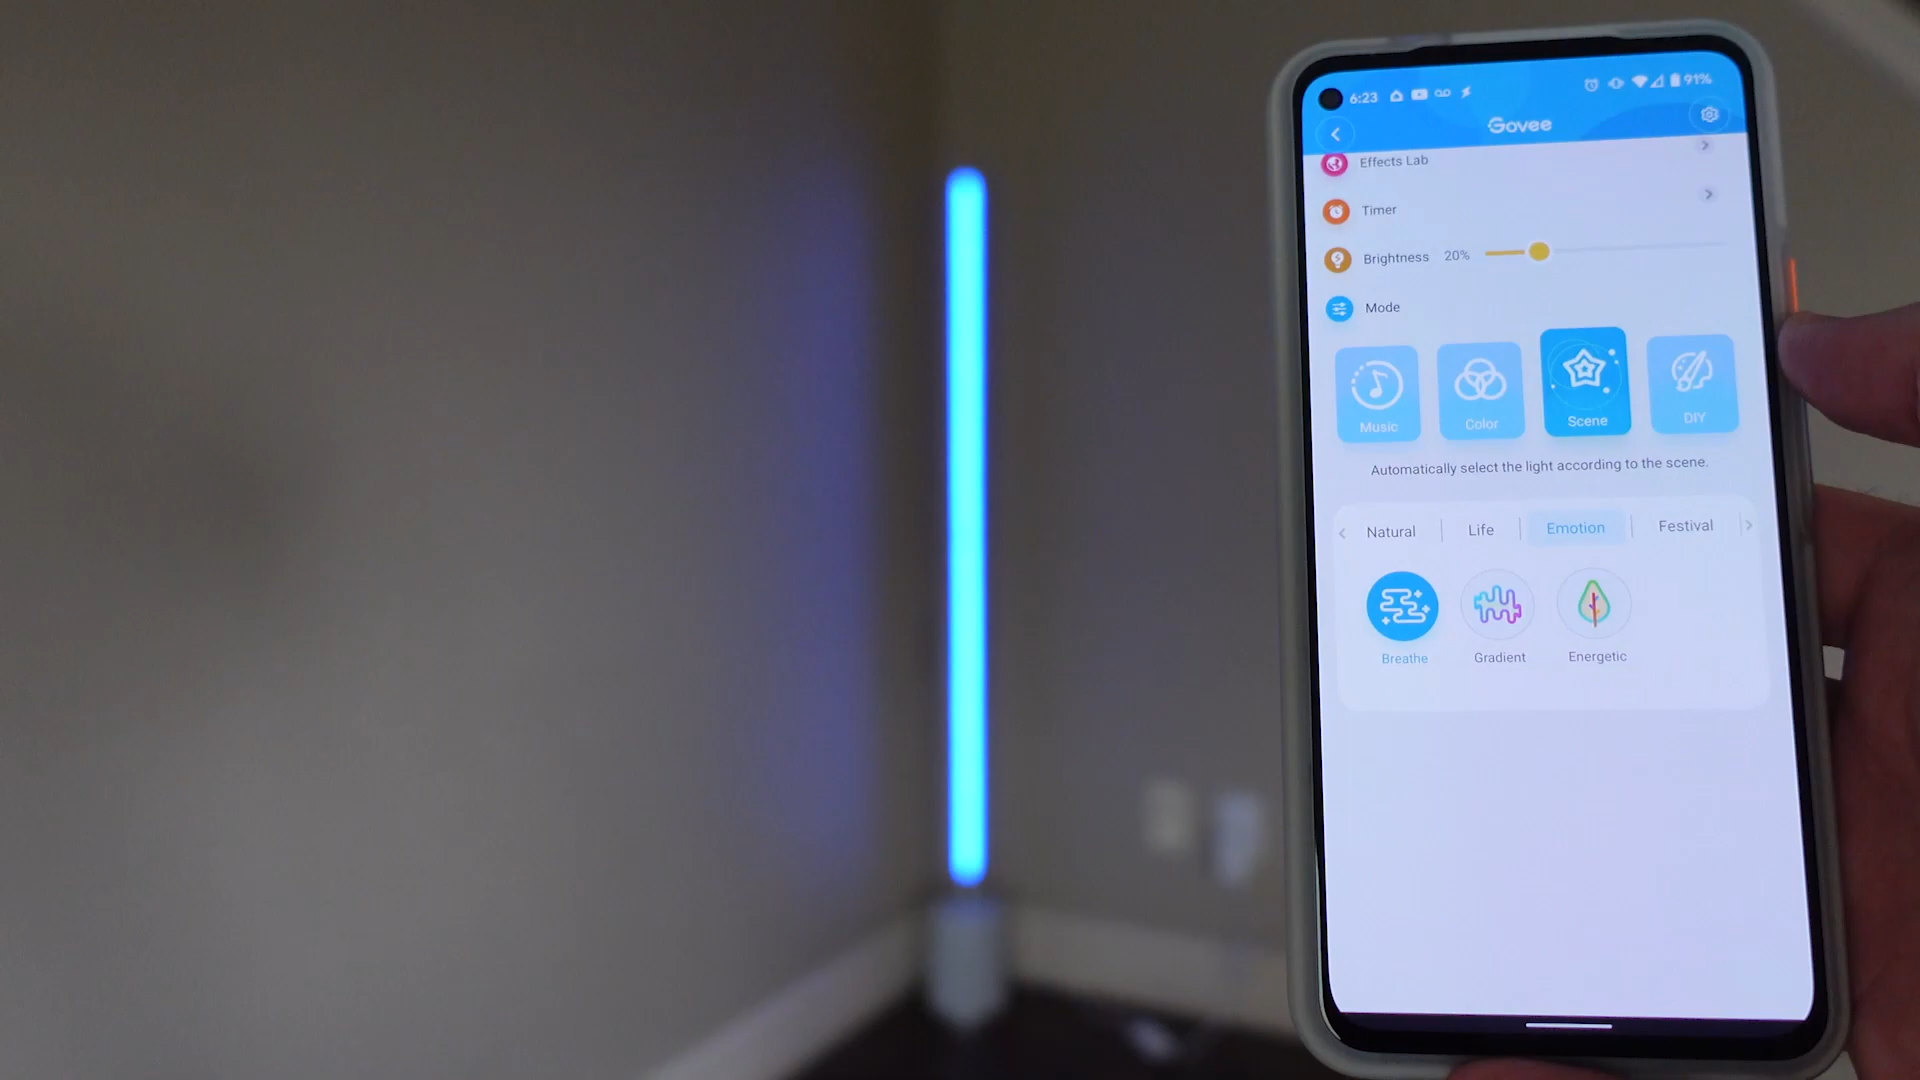 6:23 91%
Govee
Effects Lab
Timer
Brightness 20%
Mode
Music Color Scene DIY
Automatically select the light according to the scene.
Natural Life Emotion Festival
Breathe Gradient Energetic